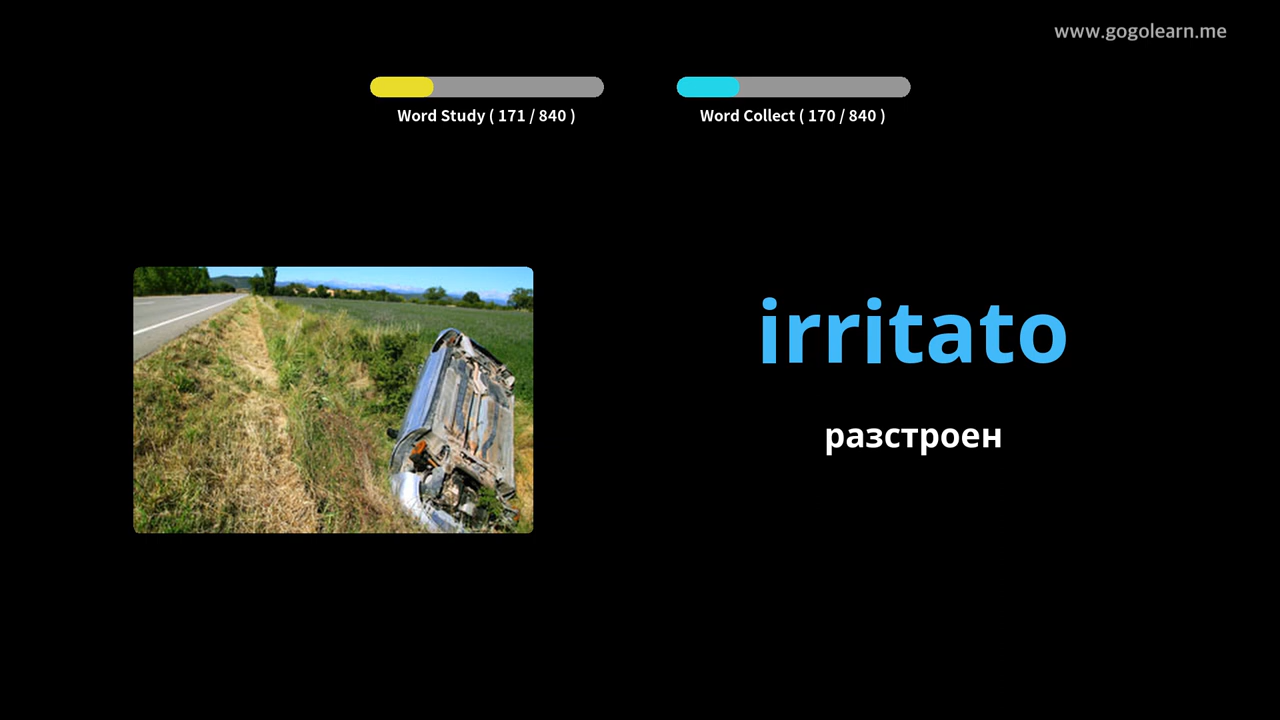 www.gogolearn.me
Word Study ( 171 / 840 )
Word Collect ( 170 / 840 )
irritato
разстроен